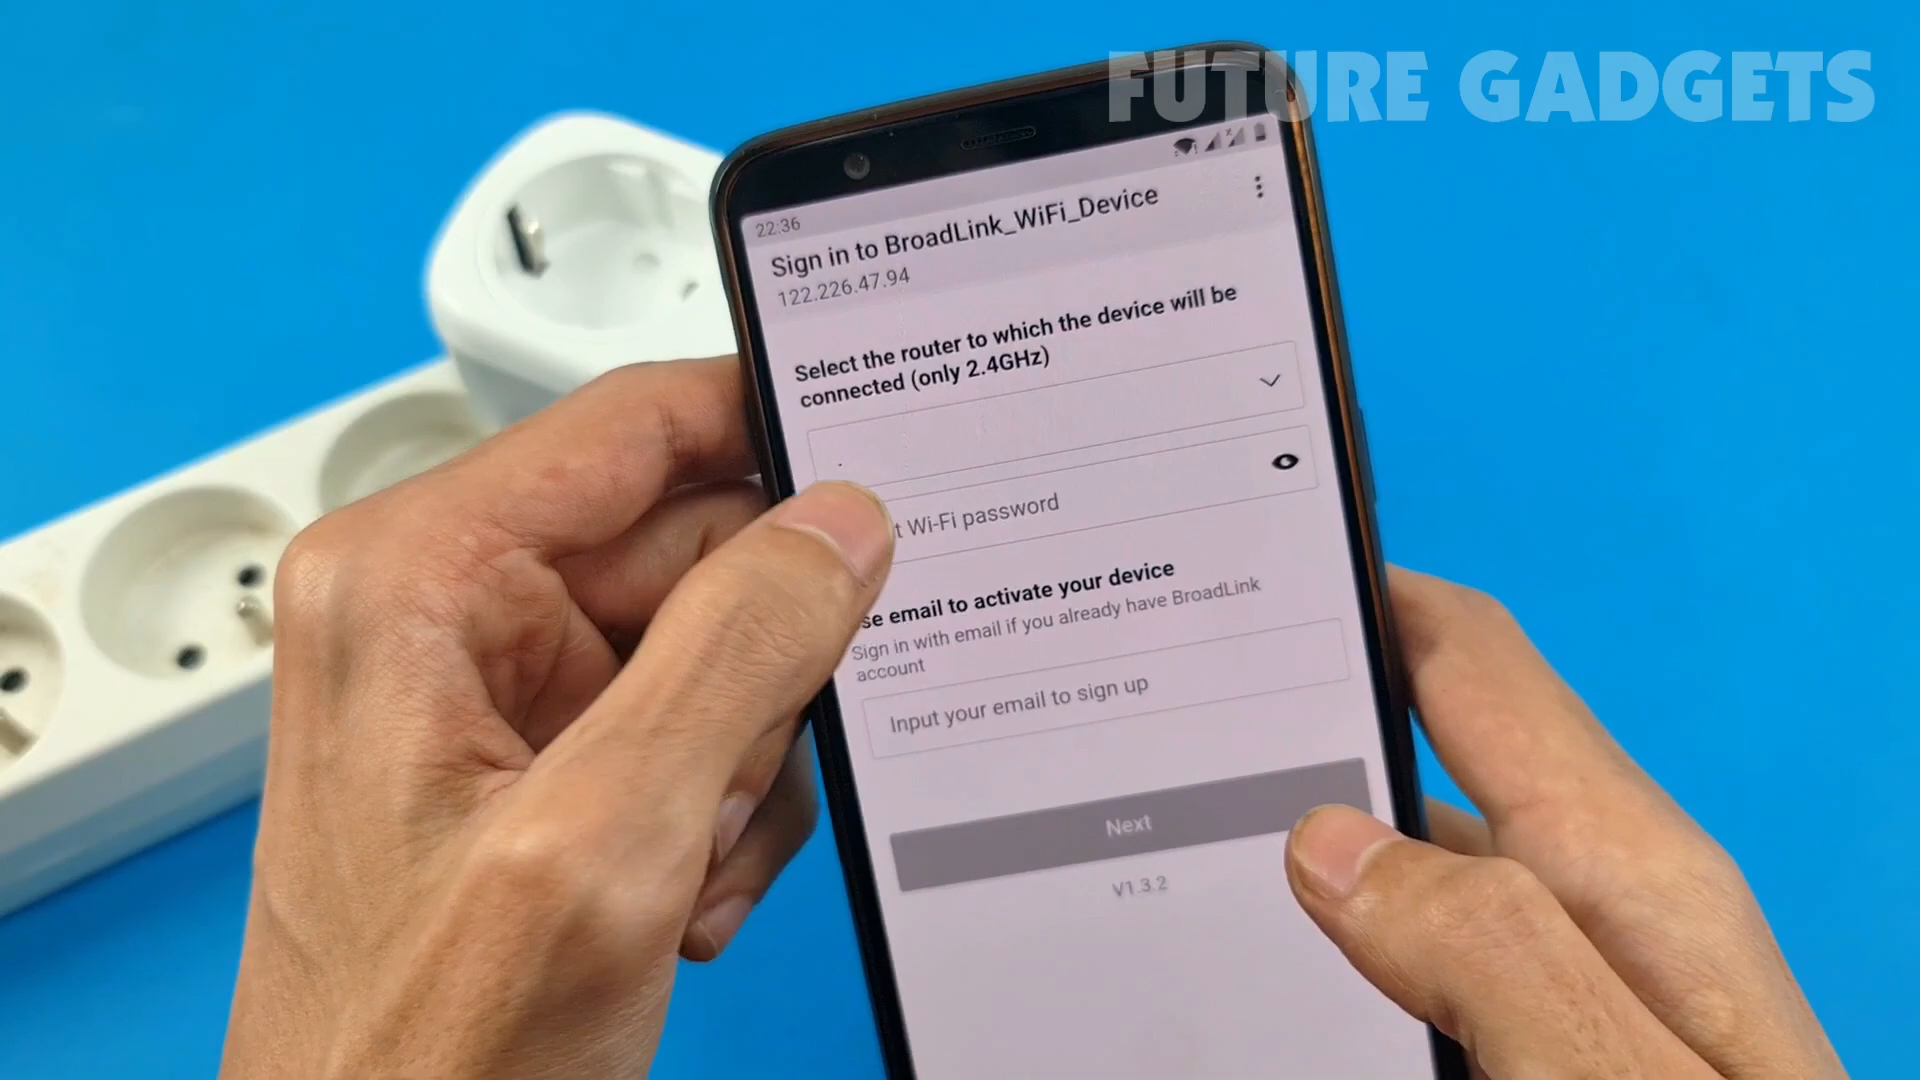 FUTURE GADGETS
22:36
Sign in to BroadLink_WiFi_Device
122.226.47.94
Select the router to which the device will be
connected (only 2.4GHz)
t Wi-Fi password
se email to activate your device
Sign in with email if you already have BroadLink
account
Input your email to sign up
Next
V1.3.2